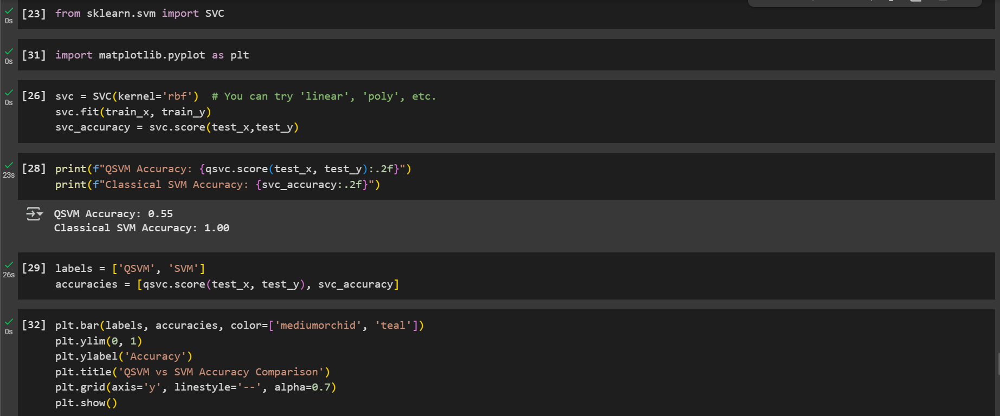 [23] from sklearn.svm import SVC
0s
[31] import matplotlib.pyplot as plt
0s
[26] svc = SVC(kernel='rbf')  # You can try 'linear', 'poly', etc.
0s
svc.fit(train_x, train_y)
svc_accuracy = svc.score(test_x,test_y)
[28] print(f"QSVM Accuracy: {qsvc.score(test_x, test_y):.2f}")
23s
print(f"Classical SVM Accuracy: {svc_accuracy:.2f}")
QSVM Accuracy: 0.55
Classical SVM Accuracy: 1.00
[29] labels = ['QSVM', 'SVM']
26s
accuracies = [qsvc.score(test_x, test_y), svc_accuracy]
[32] plt.bar(labels, accuracies, color=['mediumorchid', 'teal'])
0s
plt.ylim(0, 1)
plt.ylabel('Accuracy')
plt.title('QSVM vs SVM Accuracy Comparison')
plt.grid(axis='y', linestyle='--', alpha=0.7)
plt.show()